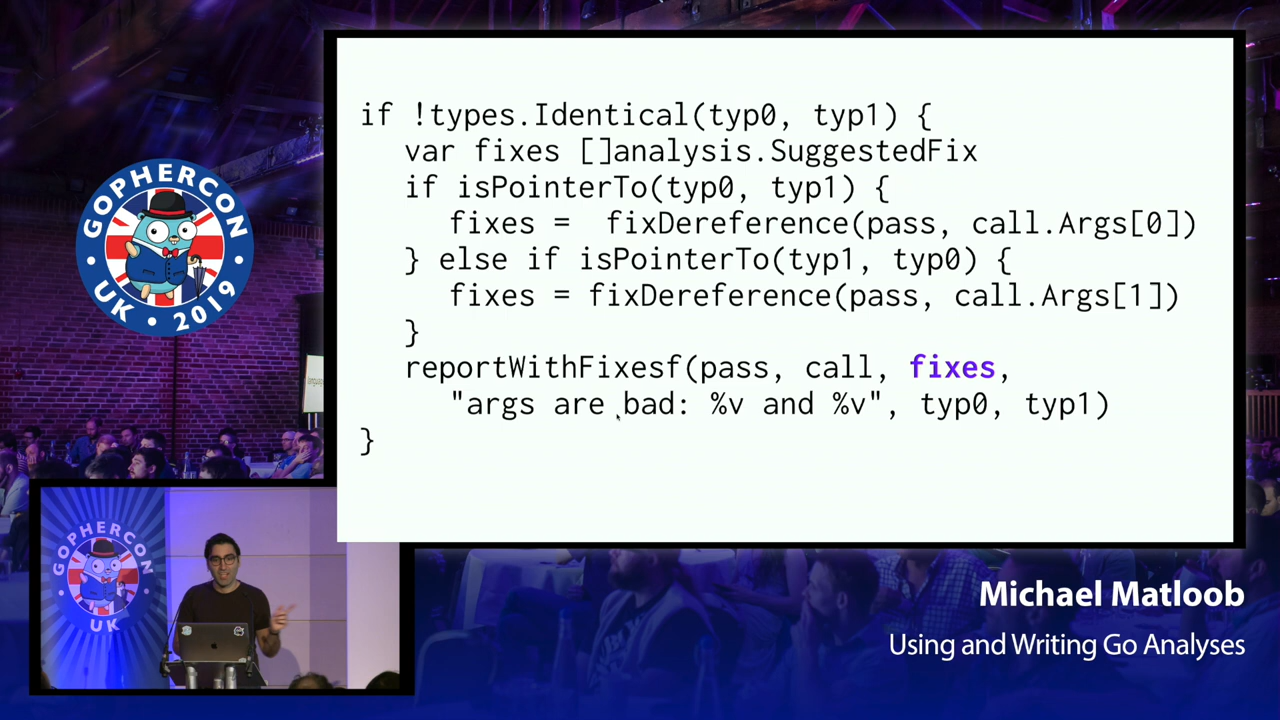 GOPHERCON
UK • 2019
if !types.Identical(typ0, typ1) {
var fixes []analysis.SuggestedFix
if isPointerTo(typ0, typ1) {
fixes = fixDereference(pass, call.Args[0])
} else if isPointerTo(typ1, typ0) {
fixes = fixDereference(pass, call.Args[1])
}
reportWithFixesf(pass, call, fixes,
"args are bad: %v and %v", typ0, typ1)
}
GOPHERCON
UK
Michael Matloob
Using and Writing Go Analyses